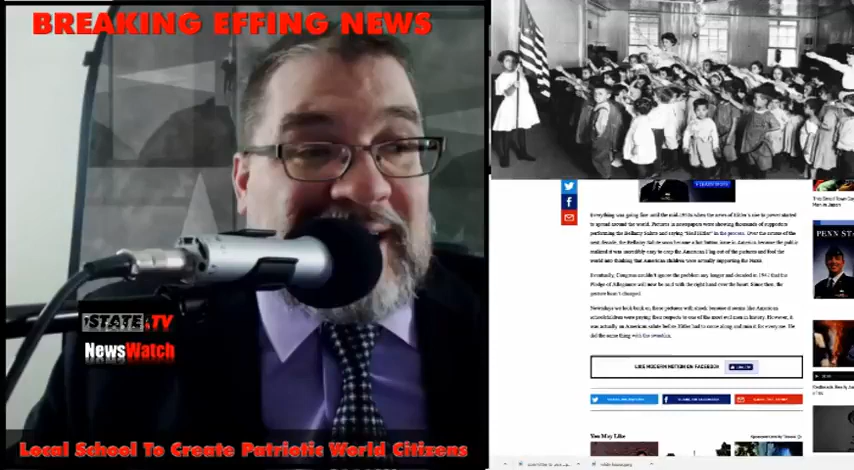 BREAKING EFFING NEWS
iSTATE.TV
NewsWatch
Local School To Create Patriotic World Citizens
Everything was going fine until the mid-1930s when the news of Hitler's rise to power started
to spread around the world. Pictures in newspapers were showing thousands of supporters
performing the Bellamy Salute and saying "Heil Hitler" in the process. Over the course of the
next decade, the Bellamy Salute soon became a hot button issue in America because the public
realized it was incredibly easy to crop the American Flag out of the pictures and fool the
world into thinking that American children were actually supporting the Nazis.
Eventually, Congress couldn't ignore the problem any longer and decided in 1942 that the
Pledge of Allegiance will now be said with the right hand over the heart. Since then, the
gesture hasn't changed.
Nowadays we look back on these pictures with shock because it seems like American
schoolchildren were paying their respects to one of the most evil men in history. However, it
was actually an American salute before Hitler had to come along and ruin it for everyone. He
did the same thing with the swastika.
LIKE MODERN MOTION ON FACEBOOK
You May Like
PENN ST